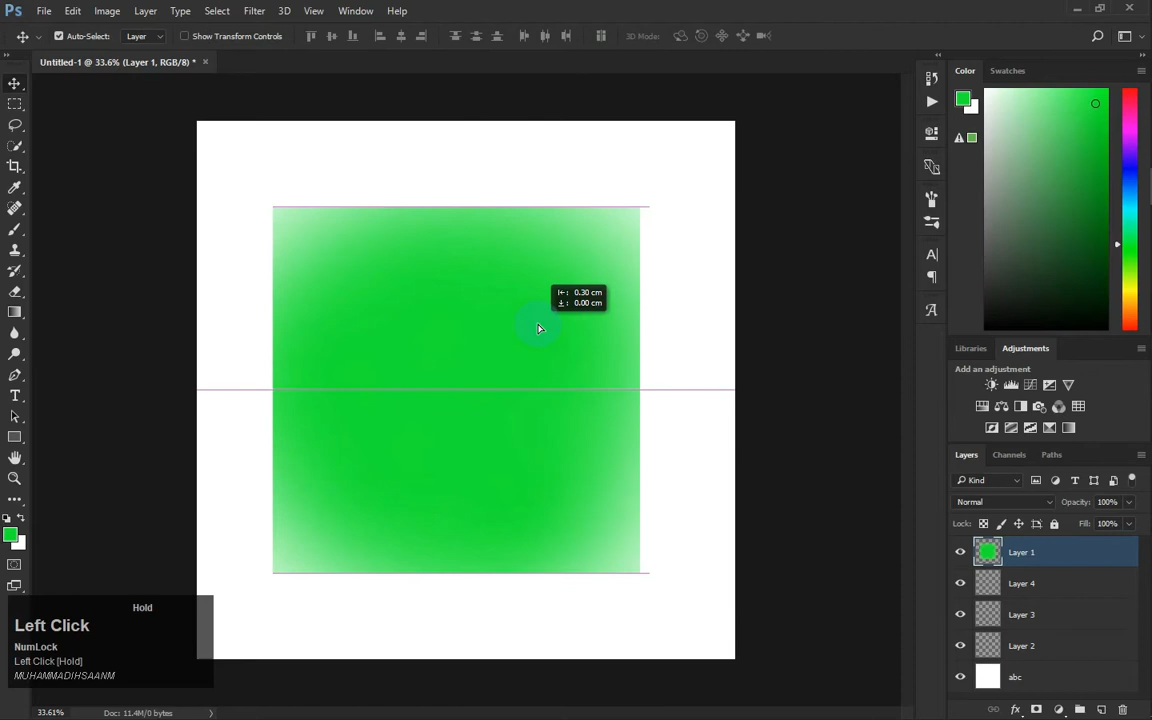 Ps File Edit Image Layer Type Select Filter 3D View Window Help
Auto-Select: Layer Show Transform Controls 3D Mode:
Untitled-1 @ 33.6% (Layer 1, RGB/8) * ×
Color Swatches
0.30 cm
0.00 cm
Libraries Adjustments
Add an adjustment
Layers Channels Paths
Kind
Normal Opacity: 100%
Lock: Fill: 100%
Layer 1
Layer 4
Layer 3
Layer 2
abc
Hold
Left Click
NumLock
Left Click [Hold]
MUHAMMADIHSAANM
33.61% Doc: 11.4M/0 bytes